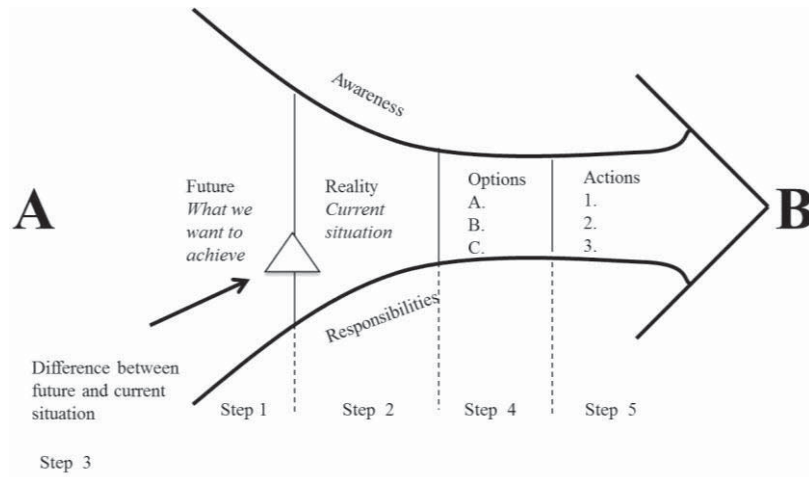 Awareness
A
Future
What we
want to
achieve
Reality
Current
situation
Options
A.
B.
C.
Actions
1.
2.
3.
B
Responsibilities
Difference between
future and current
situation
Step 1
Step 2
Step 4
Step 5
Step 3